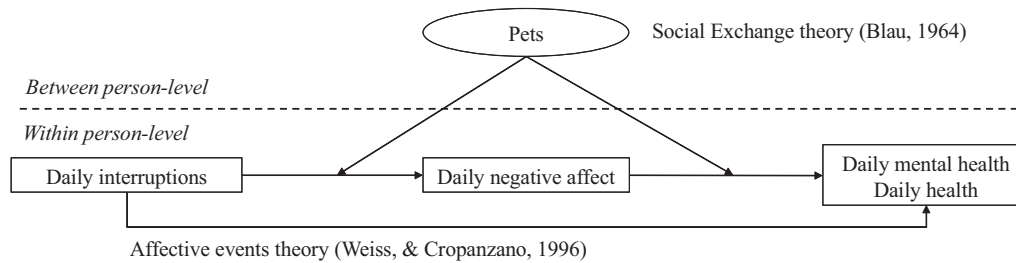 Pets
Social Exchange theory (Blau, 1964)
Between person-level
Within person-level
Daily interruptions
Daily negative affect
Daily mental health
Daily health
Affective events theory (Weiss, & Cropanzano, 1996)